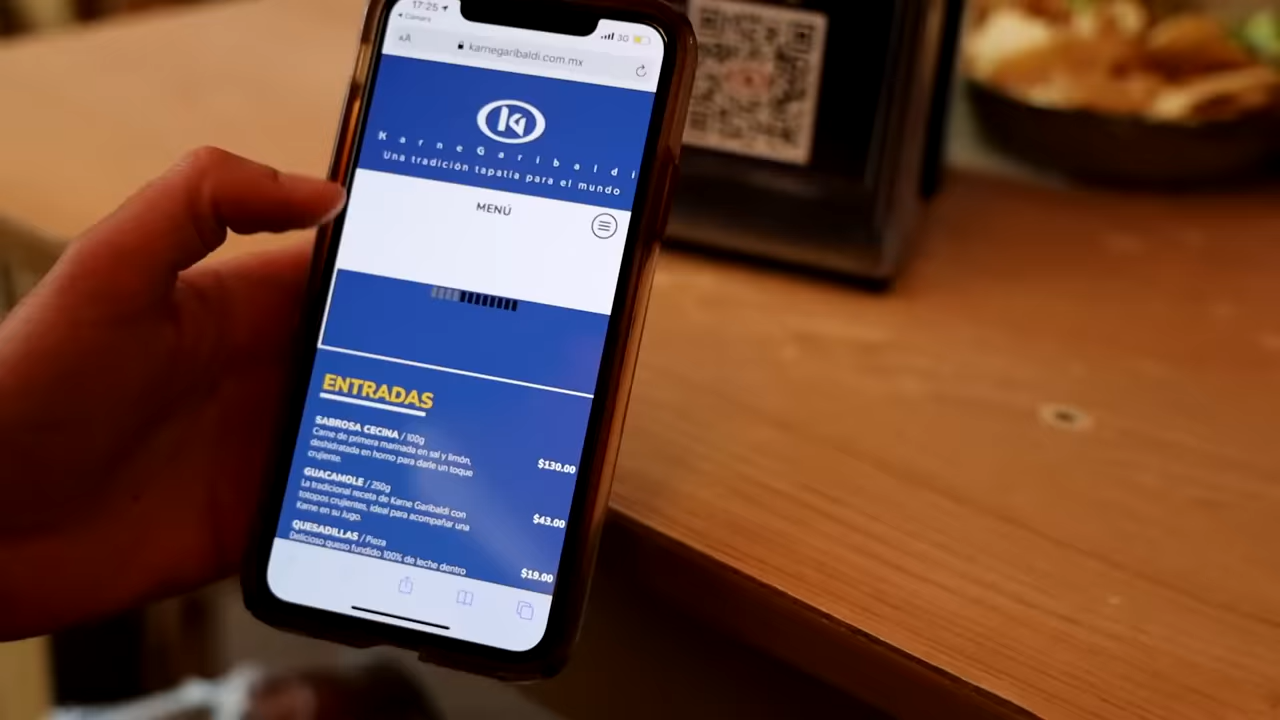 17:25
Camera
3G
AA
karnegaribaldi.com.mx
KarneGaribaldi
Una tradición tapatía para el mundo
MENÚ
ENTRADAS
SABROSA CECINA / 100g
Carne de primera marinada en sal y limón,
deshidratada en horno para darle un toque
crujiente.
$130.00
GUACAMOLE / 250g
La tradicional receta de Karne Garibaldi con
totopos crujientes, ideal para acompañar una
Karne en su Jugo.
$43.00
QUESADILLAS / Pieza
Delicioso queso fundido 100% de leche dentro
$19.00